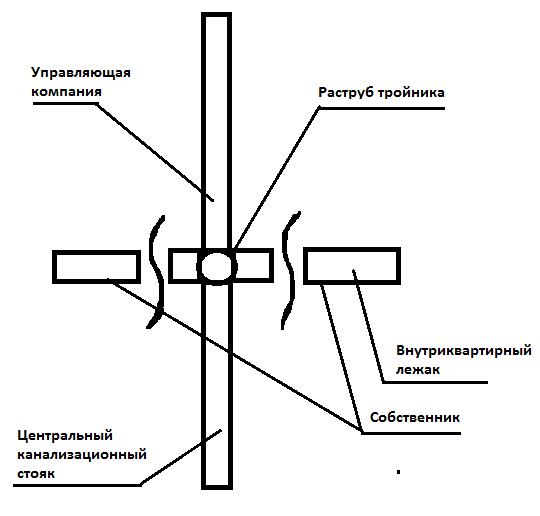 Управляющая
компания
Раструб тройника
Внутриквартирный
лежак
Собственник
Центральный
канализационный
стояк